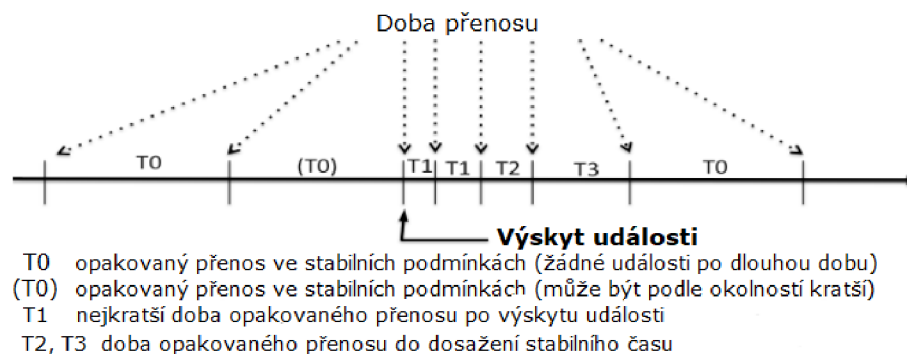 Doba přenosu
T0 (T0) T1 T1 T2 T3 T0
Výskyt události
T0 opakovaný přenos ve stabilních podmínkách (žádné události po dlouhou dobu)
(T0) opakovaný přenos ve stabilních podmínkách (může být podle okolností kratší)
T1 nejkratší doba opakovaného přenosu po výskytu události
T2, T3 doba opakovaného přenosu do dosažení stabilního času